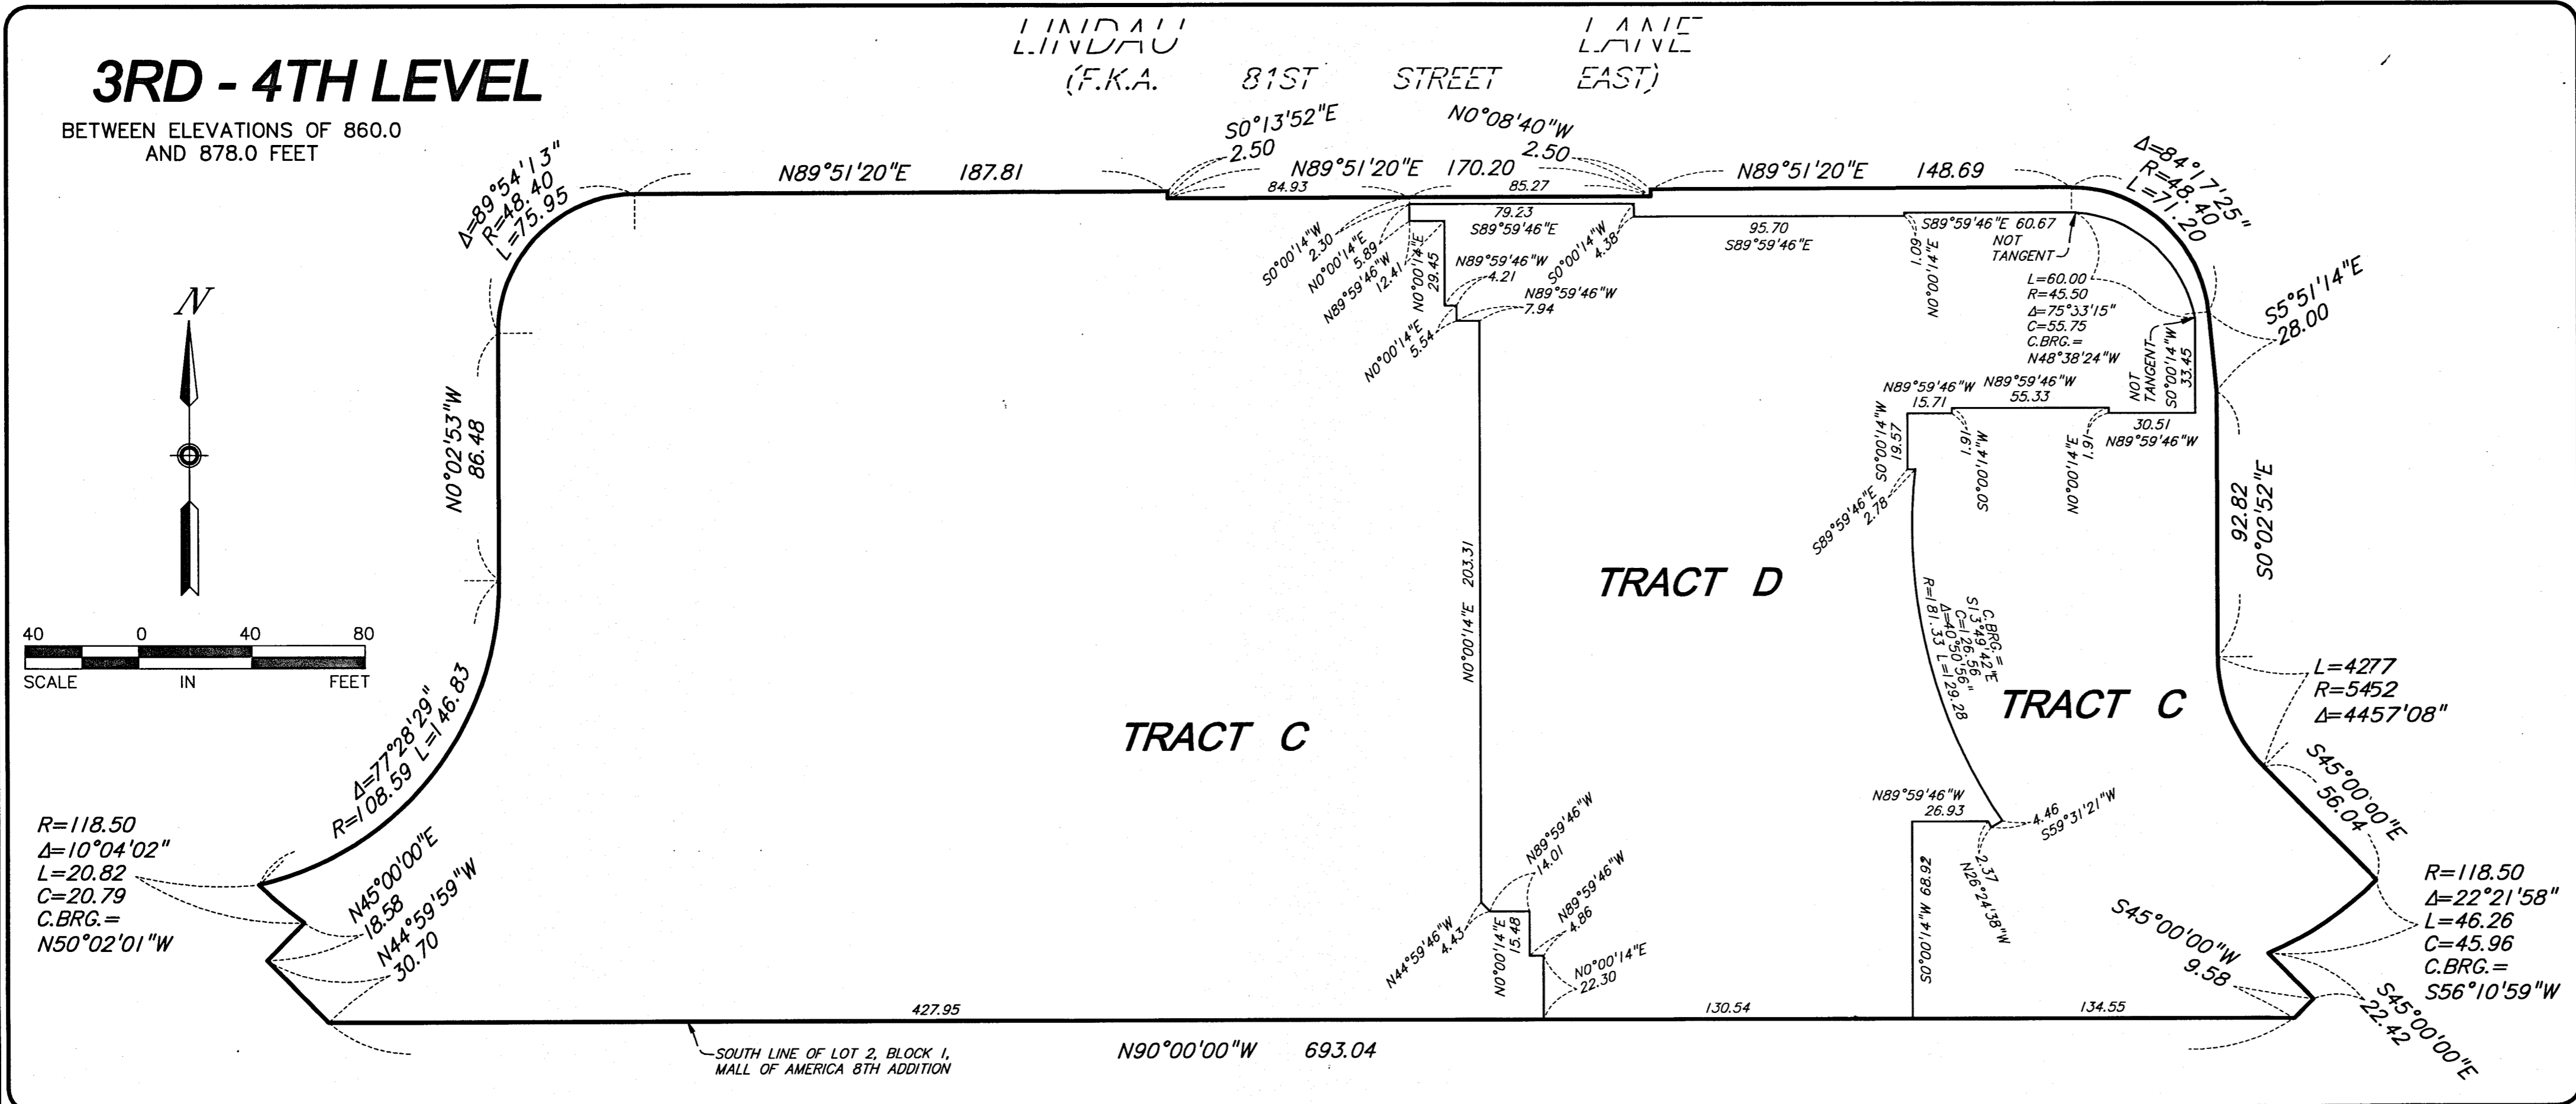 LINDAU LANE
(F.K.A. 81ST STREET EAST)
3RD - 4TH LEVEL
BETWEEN ELEVATIONS OF 860.0
AND 878.0 FEET
N
40 0 40 80
SCALE IN FEET
Δ=89°54'13"
R=48.40
L=75.95
N89°51'20"E 187.81
S0°13'52"E
2.50
N89°51'20"E 170.20
84.93
85.27
N0°08'40"W
2.50
N89°51'20"E 148.69
Δ=84°17'25"
R=48.40
L=71.20
S5°51'14"E
28.00
92.82
S0°02'52"E
L=4277
R=5452
Δ=4457'08"
S45°00'00"E
56.04
R=118.50
Δ=22°21'58"
L=46.26
C=45.96
C.BRG.=
S56°10'59"W
S45°00'00"E
22.42
S45°00'00"W
9.58
N0°02'53"W
86.48
Δ=77°28'29"
R=108.59 L=146.83
R=118.50
Δ=10°04'02"
L=20.82
C=20.79
C.BRG.=
N50°02'01"W
N45°00'00"E
18.58
N44°59'59"W
30.70
S0°00'14"W
2.30
N0°00'14"E
5.89
N89°59'46"W
12.41
N0°00'14"E
29.45
79.23
S89°59'46"E
N89°59'46"W
4.21
N89°59'46"W
7.94
N0°00'14"E
5.54
S0°00'14"W
4.38
95.70
S89°59'46"E
1.09
N0°00'14"E
S89°59'46"E 60.67
NOT
TANGENT
L=60.00
R=45.50
Δ=75°33'15"
C=55.75
C.BRG.=
N48°38'24"W
NOT
TANGENT
S0°00'14"W
33.45
N89°59'46"W
15.71
N89°59'46"W
55.33
30.51
N89°59'46"W
S0°00'14"W
19.57
1.91
S0°00'14"W
N0°00'14"E
1.91
S89°59'46"E
2.78
C.BRG.=
S13°49'42"E
C=126.56
Δ=40°50'56"
R=181.33 L=129.28
N0°00'14"E 203.31
TRACT D
TRACT C
TRACT C
N89°59'46"W
26.93
4.46
S59°31'21"W
2.37
N26°24'38"W
S0°00'14"W 68.92
N89°59'46"W
14.01
N89°59'46"W
4.86
N44°59'46"W
4.43
N0°00'14"E
15.48
N0°00'14"E
22.30
427.95
130.54
134.55
SOUTH LINE OF LOT 2, BLOCK 1,
MALL OF AMERICA 8TH ADDITION
N90°00'00"W 693.04